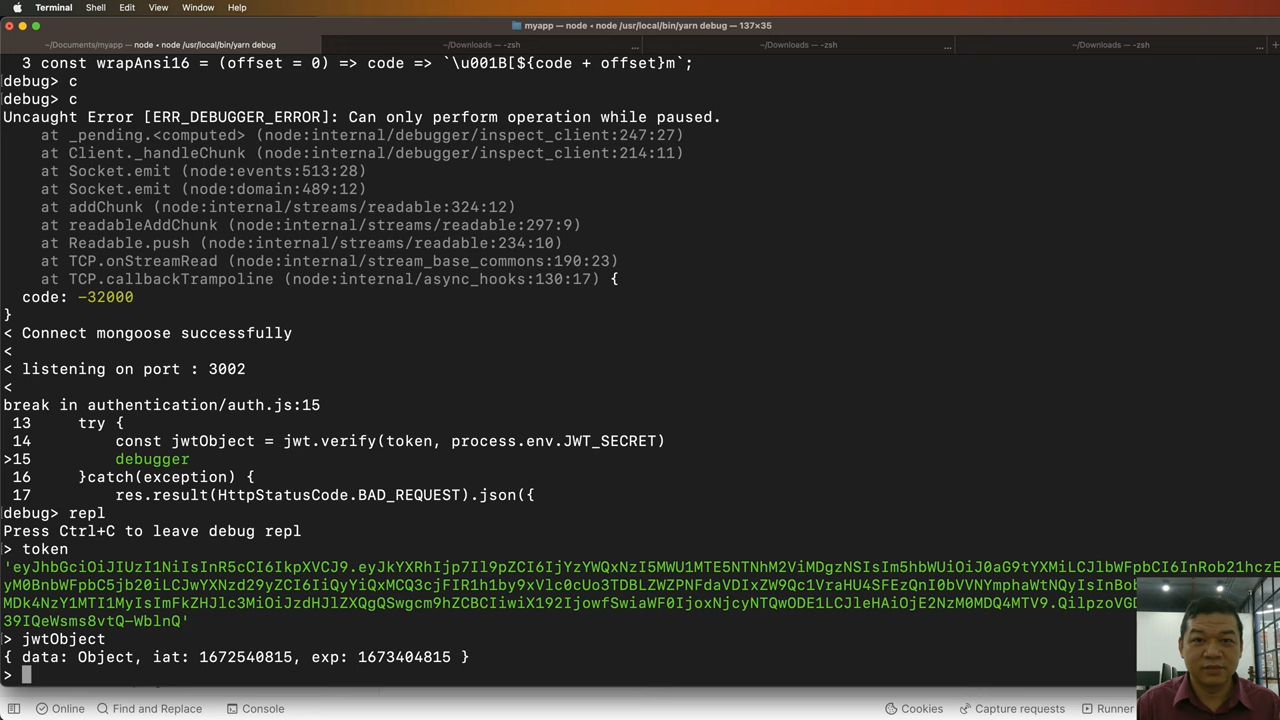 Terminal Shell Edit View Window Help
myapp — node ◂ node /usr/local/bin/yarn debug — 137×35
~/Documents/myapp — node ◂ node /usr/local/bin/yarn debug
~/Downloads — -zsh ...
~/Downloads — -zsh ...
~/Downloads — -zsh ... +
3 const wrapAnsi16 = (offset = 0) => code => `\u001B[${code + offset}m`;
debug> c
debug> c
Uncaught Error [ERR_DEBUGGER_ERROR]: Can only perform operation while paused.
at _pending.<computed> (node:internal/debugger/inspect_client:247:27)
at Client._handleChunk (node:internal/debugger/inspect_client:214:11)
at Socket.emit (node:events:513:28)
at Socket.emit (node:domain:489:12)
at addChunk (node:internal/streams/readable:324:12)
at readableAddChunk (node:internal/streams/readable:297:9)
at Readable.push (node:internal/streams/readable:234:10)
at TCP.onStreamRead (node:internal/stream_base_commons:190:23)
at TCP.callbackTrampoline (node:internal/async_hooks:130:17) {
code: -32000
}
< Connect mongoose successfully
<
< listening on port : 3002
<
break in authentication/auth.js:15
13 try {
14 const jwtObject = jwt.verify(token, process.env.JWT_SECRET)
>15 debugger
16 }catch(exception) {
17 res.result(HttpStatusCode.BAD_REQUEST).json({
debug> repl
Press Ctrl+C to leave debug repl
> token
39IQeWsms8vtQ-WblnQ'
> jwtObject
{ data: Object, iat: 1672540815, exp: 1673404815 }
>
Online Find and Replace Console Cookies Capture requests Runner